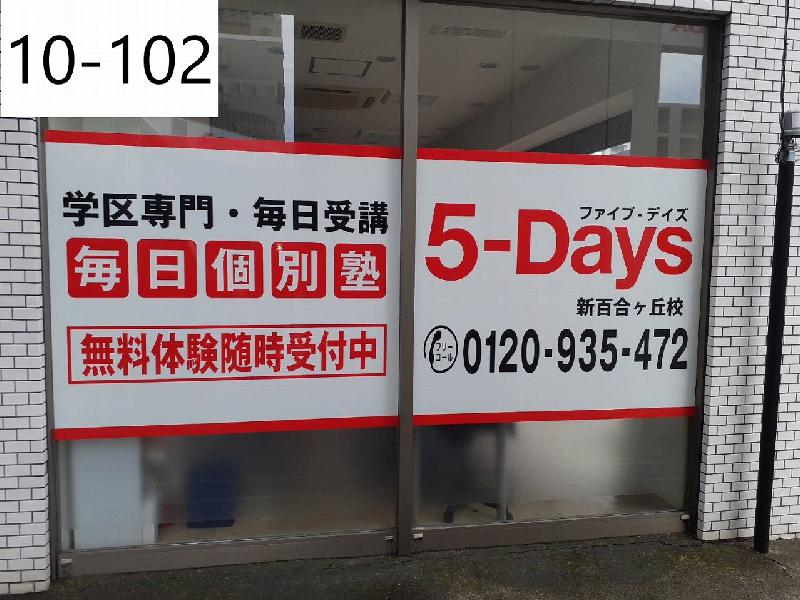 10-102
学区専門・毎日受講
毎日個別塾
無料体験随時受付中
ファイブ-デイズ
5-Days
新百合ヶ丘校
フリーコール 0120-935-472